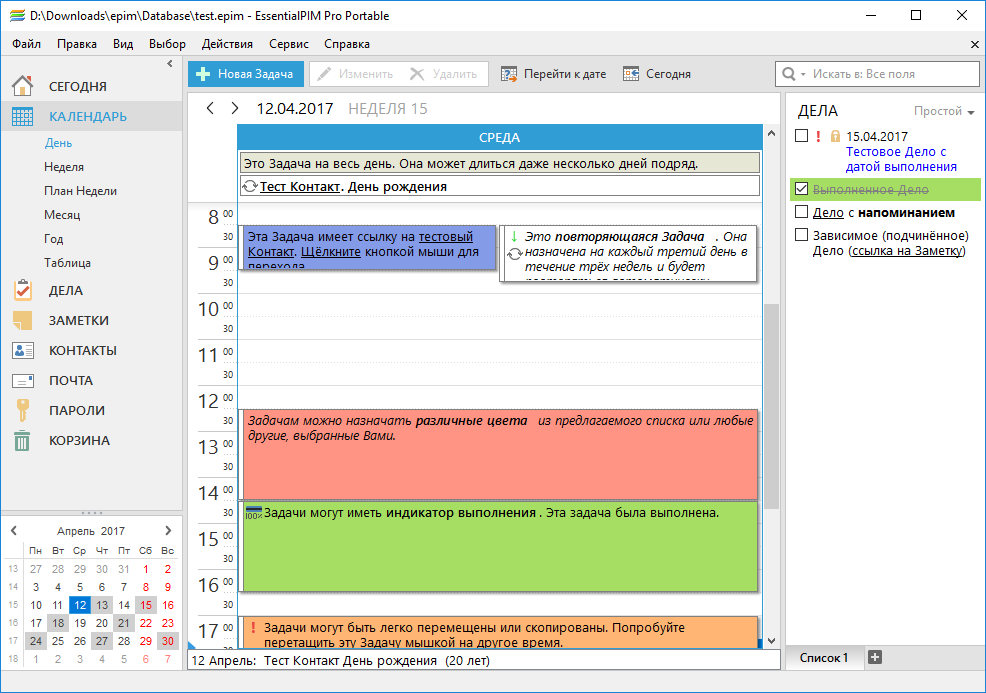 D:\Downloads\epim\Database\test.epim - EssentialPIM Pro Portable
Файл Правка Вид Выбор Действия Сервис Справка
СЕГОДНЯ
КАЛЕНДАРЬ
День
Неделя
План Недели
Месяц
Год
Таблица
ДЕЛА
ЗАМЕТКИ
КОНТАКТЫ
ПОЧТА
ПАРОЛИ
КОРЗИНА
Апрель 2017
Пн Вт Ср Чт Пт Сб Вс
13 27 28 29 30 31 1 2
14 3 4 5 6 7 8 9
15 10 11 12 13 14 15 16
16 17 18 19 20 21 22 23
17 24 25 26 27 28 29 30
18 1 2 3 4 5 6 7
Новая Задача Изменить Удалить Перейти к дате Сегодня Искать в: Все поля
12.04.2017 НЕДЕЛЯ 15
СРЕДА
Это Задача на весь день. Она может длиться даже несколько дней подряд.
Тест Контакт. День рождения
8 00
30
9 00
30
10 00
30
11 00
30
12 00
30
13 00
30
14 00
30
15 00
30
16 00
30
17 00
Эта Задача имеет ссылку на тестовый
Контакт. Щёлкните кнопкой мыши для
перехода.
Это повторяющаяся Задача . Она
назначена на каждый третий день в
течение трёх недель и будет
Задачам можно назначать различные цвета из предлагаемого списка или любые
другие, выбранные Вами.
100% Задачи могут иметь индикатор выполнения . Эта задача была выполнена.
! Задачи могут быть легко перемещены или скопированы. Попробуйте
перетащить эту Задачу мышкой на другое время.
12 Апрель: Тест Контакт День рождения (20 лет)
ДЕЛА Простой
! 15.04.2017
Тестовое Дело с
датой выполнения
Выполненное Дело
Дело с напоминанием
Зависимое (подчинённое)
Дело (ссылка на Заметку)
Список 1